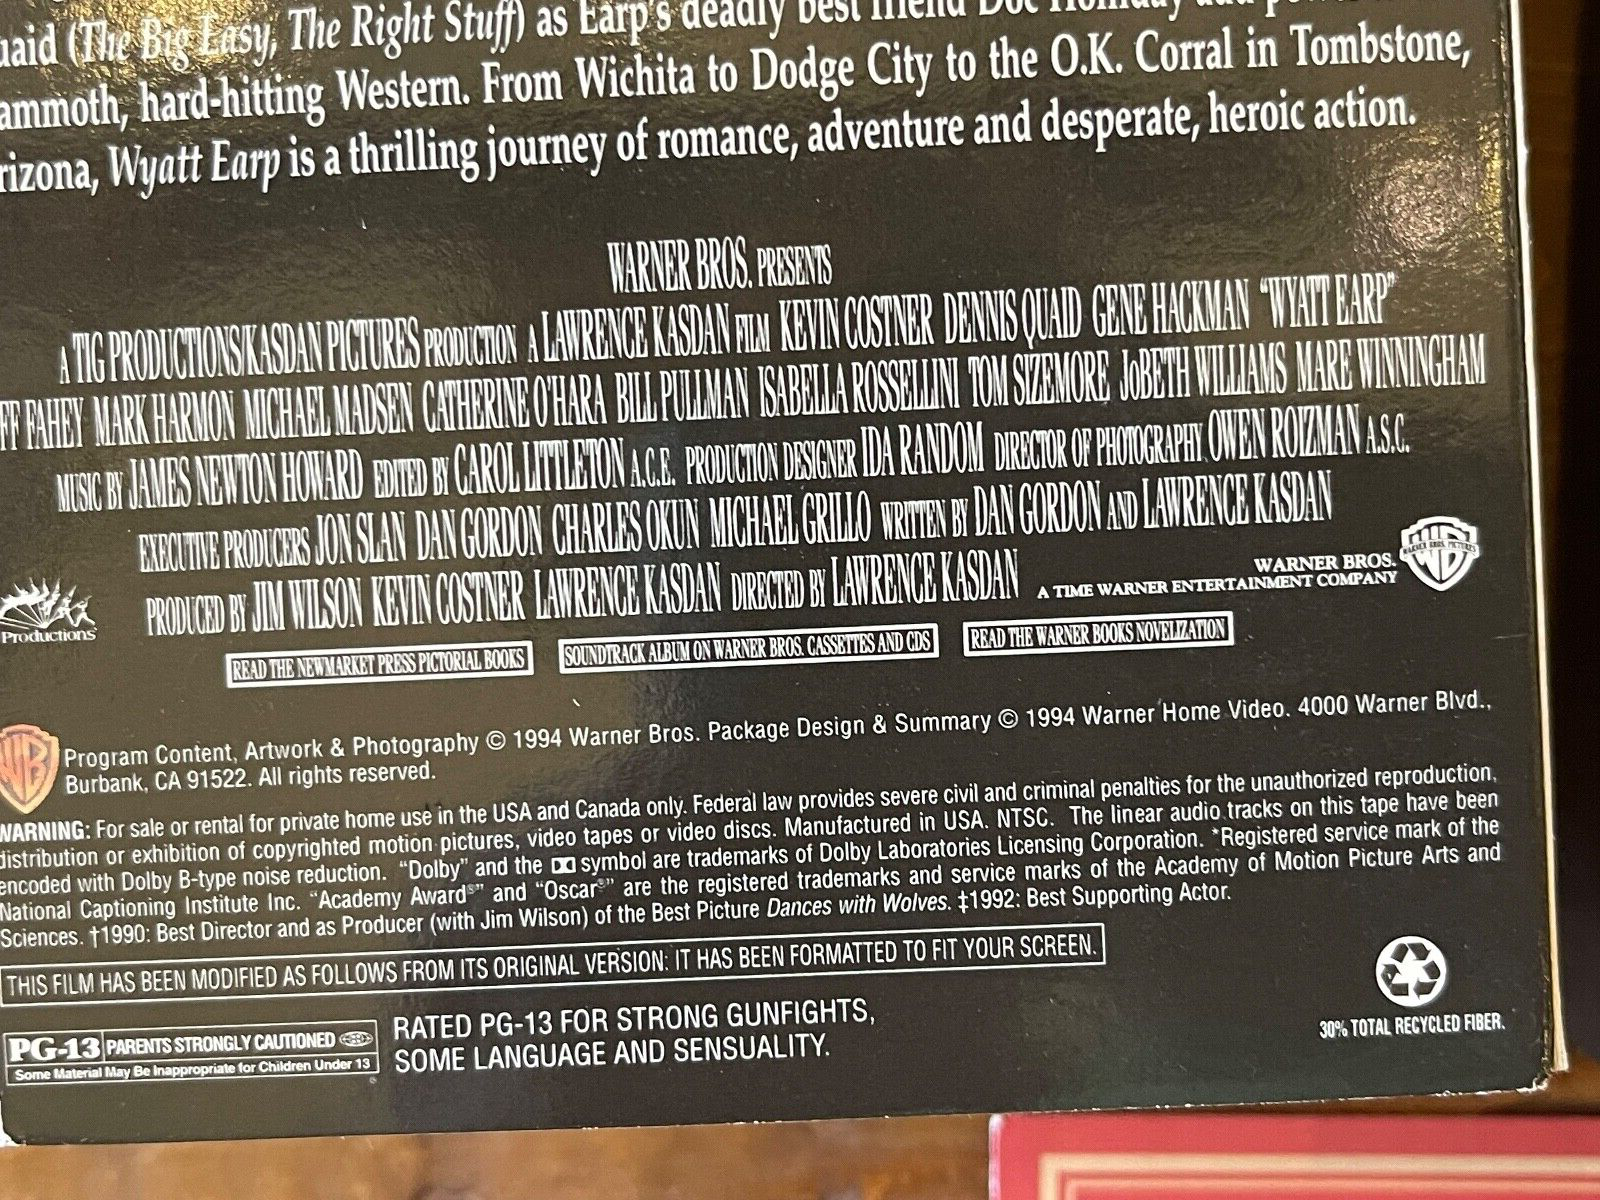 uaid (The Big Easy, The Right Stuff) as Earp's deadly best friend Doc Holliday add
ammoth, hard-hitting Western. From Wichita to Dodge City to the O.K. Corral in Tombstone,
rizona, Wyatt Earp is a thrilling journey of romance, adventure and desperate, heroic action.
WARNER BROS. PRESENTS
A TIG PRODUCTIONS/KASDAN PICTURES PRODUCTION A LAWRENCE KASDAN FILM KEVIN COSTNER DENNIS QUAID GENE HACKMAN "WYATT EARP"
FF FAHEY MARK HARMON MICHAEL MADSEN CATHERINE O'HARA BILL PULLMAN ISABELLA ROSSELLINI TOM SIZEMORE JoBETH WILLIAMS MARE WINNINGHAM
MUSIC BY JAMES NEWTON HOWARD EDITED BY CAROL LITTLETON A.C.E. PRODUCTION DESIGNER IDA RANDOM DIRECTOR OF PHOTOGRAPHY OWEN ROIZMAN A.S.C.
EXECUTIVE PRODUCERS JON SLAN DAN GORDON CHARLES OKUN MICHAEL GRILLO WRITTEN BY DAN GORDON AND LAWRENCE KASDAN
PRODUCED BY JIM WILSON KEVIN COSTNER LAWRENCE KASDAN DIRECTED BY LAWRENCE KASDAN
WARNER BROS.
A TIME WARNER ENTERTAINMENT COMPANY
WARNER BROS. PICTURES
Productions
READ THE NEWMARKET PRESS PICTORIAL BOOKS
SOUNDTRACK ALBUM ON WARNER BROS. CASSETTES AND CDS
READ THE WARNER BOOKS NOVELIZATION
WB
Program Content, Artwork & Photography © 1994 Warner Bros. Package Design & Summary © 1994 Warner Home Video. 4000 Warner Blvd.,
Burbank, CA 91522. All rights reserved.
WARNING: For sale or rental for private home use in the USA and Canada only. Federal law provides severe civil and criminal penalties for the unauthorized reproduction,
distribution or exhibition of copyrighted motion pictures, video tapes or video discs. Manufactured in USA. NTSC. The linear audio tracks on this tape have been
encoded with Dolby B-type noise reduction. "Dolby" and the symbol are trademarks of Dolby Laboratories Licensing Corporation. *Registered service mark of the
National Captioning Institute Inc. "Academy Award®" and "Oscar®" are the registered trademarks and service marks of the Academy of Motion Picture Arts and
Sciences. †1990: Best Director and as Producer (with Jim Wilson) of the Best Picture Dances with Wolves. ‡1992: Best Supporting Actor.
THIS FILM HAS BEEN MODIFIED AS FOLLOWS FROM ITS ORIGINAL VERSION: IT HAS BEEN FORMATTED TO FIT YOUR SCREEN.
PG-13 PARENTS STRONGLY CAUTIONED
Some Material May Be Inappropriate for Children Under 13
RATED PG-13 FOR STRONG GUNFIGHTS,
SOME LANGUAGE AND SENSUALITY.
30% TOTAL RECYCLED FIBER.